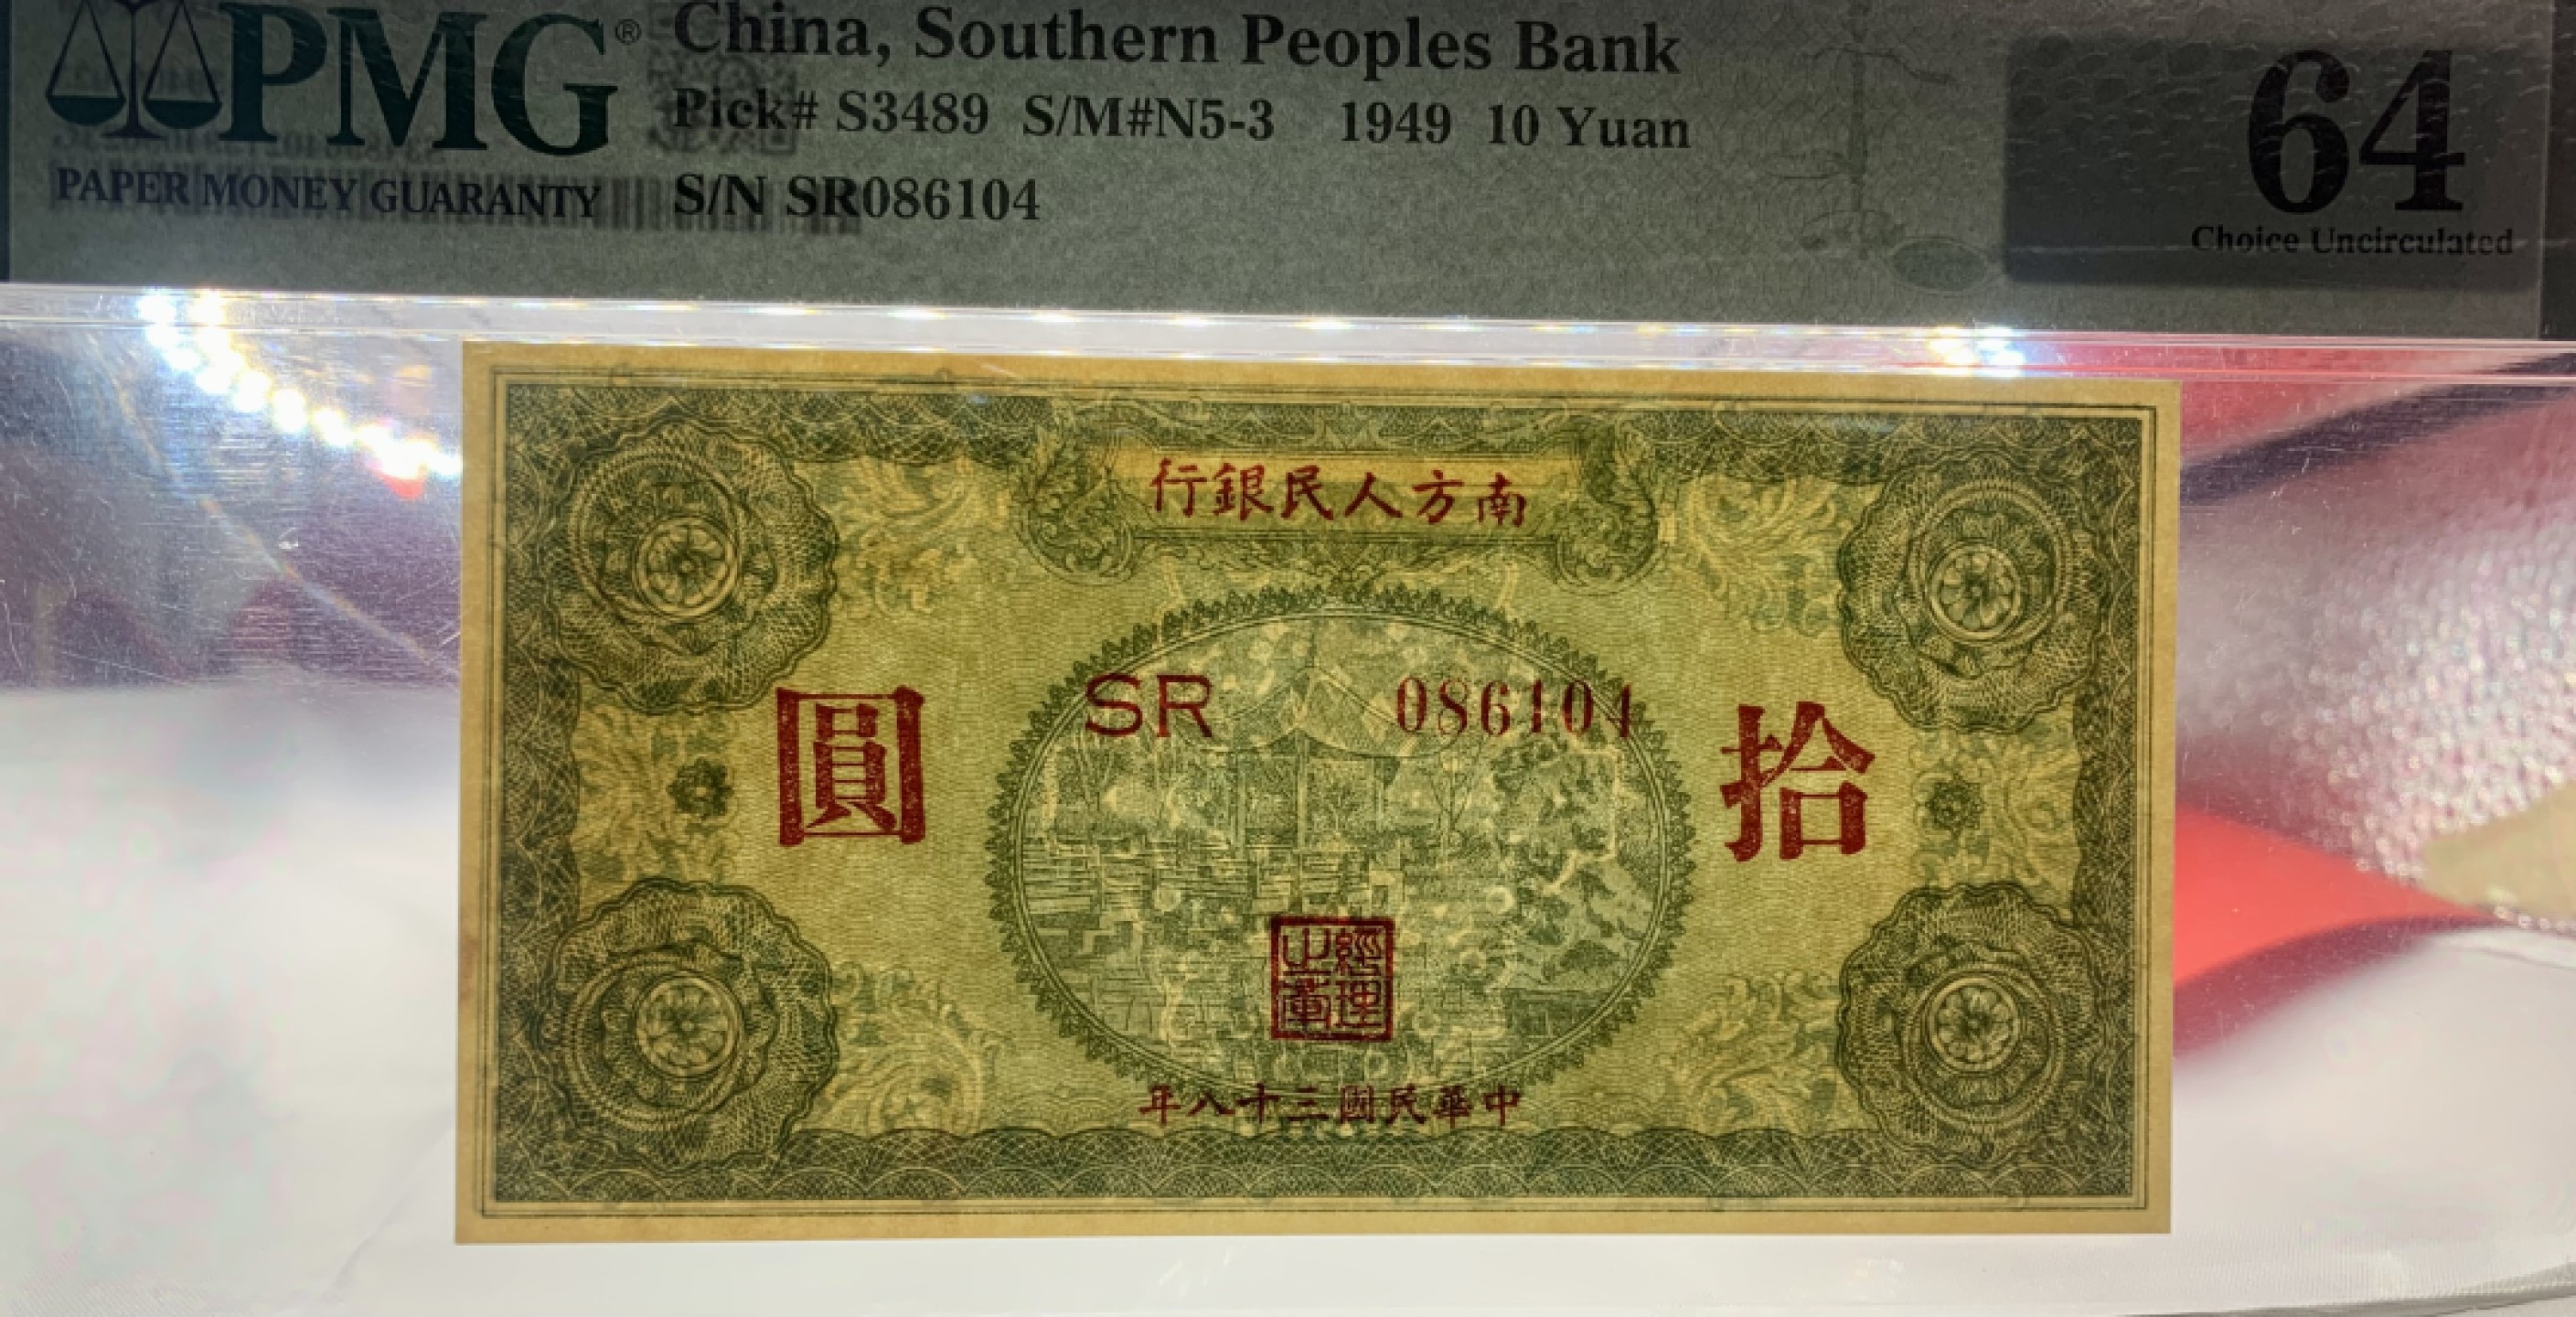 PMG®
PAPER MONEY GUARANTY
China, Southern Peoples Bank
Pick# S3489 S/M#N5-3 1949 10 Yuan
S/N SR086104
64
Choice Uncirculated
南方人民銀行
SR 086104
拾圓
經理之章
中華民國三十八年